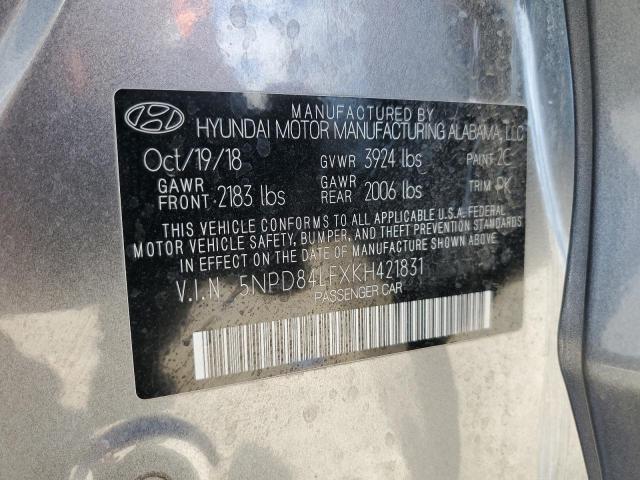 MANUFACTURED BY
HYUNDAI MOTOR MANUFACTURING ALABAMA, LLC
Oct/19/18 GVWR 3924 lbs PAINT 2C
GAWR FRONT 2183 lbs GAWR REAR 2006 lbs TRIM PK
THIS VEHICLE CONFORMS TO ALL APPLICABLE U.S.A. FEDERAL
MOTOR VEHICLE SAFETY, BUMPER, AND THEFT PREVENTION STANDARDS
IN EFFECT ON THE DATE OF MANUFACTURE SHOWN ABOVE.
V.I.N. 5NPD84LFXKH421831
PASSENGER CAR